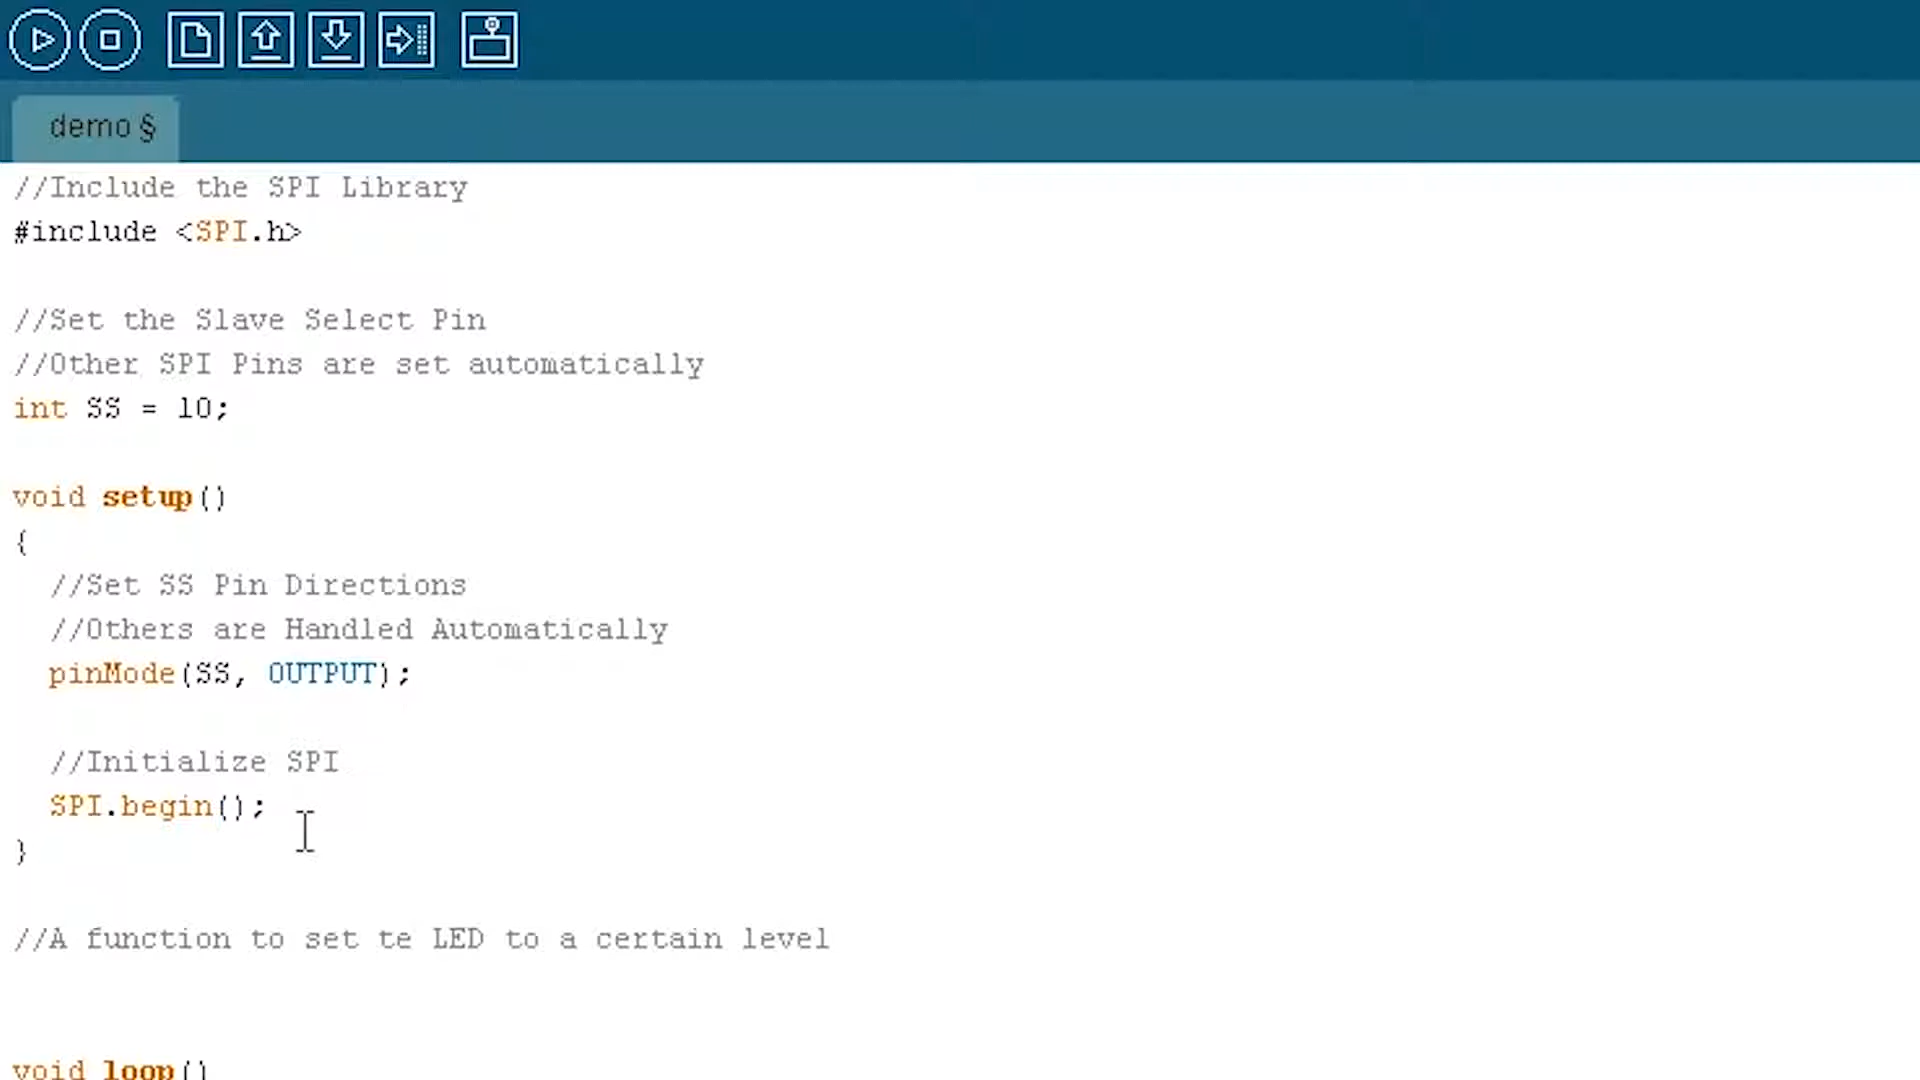 demo §
//Include the SPI Library
#include <SPI.h>
//Set the Slave Select Pin
//Other SPI Pins are set automatically
int SS = 10;
void setup()
{
//Set SS Pin Directions
//Others are Handled Automatically
pinMode(SS, OUTPUT);
//Initialize SPI
SPI.begin();
}
//A function to set te LED to a certain level
void loop()